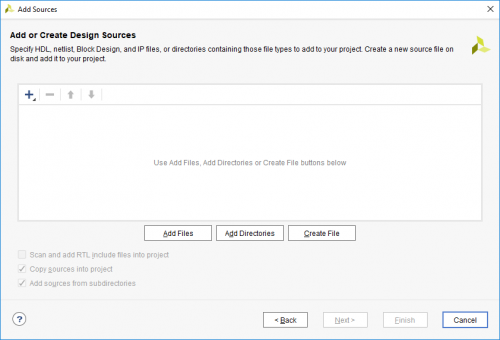 Add Sources
Add or Create Design Sources
Specify HDL, netlist, Block Design, and IP files, or directories containing those file types to add to your project. Create a new source file on
disk and add it to your project.
Use Add Files, Add Directories or Create File buttons below
Add Files Add Directories Create File
Scan and add RTL include files into project
Copy sources into project
Add sources from subdirectories
? < Back Next > Finish Cancel